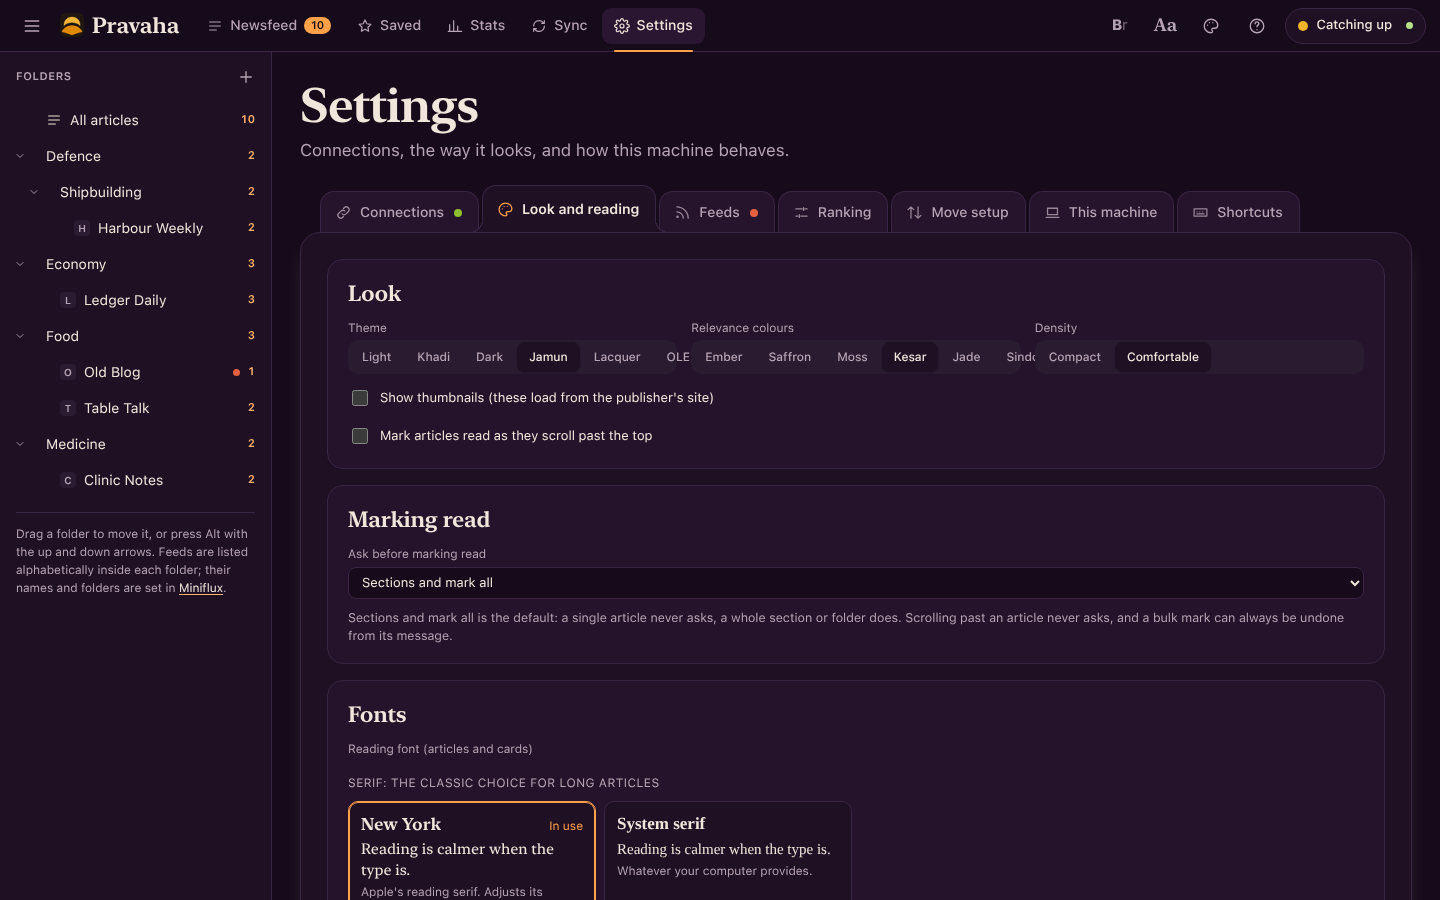 Pravaha
Newsfeed 10
Saved
Stats
Sync
Settings
Br
Aa
Catching up
FOLDERS
All articles 10
Defence 2
Shipbuilding 2
H Harbour Weekly 2
Economy 3
L Ledger Daily 3
Food 3
O Old Blog 1
T Table Talk 2
Medicine 2
C Clinic Notes 2
Drag a folder to move it, or press Alt with
the up and down arrows. Feeds are listed
alphabetically inside each folder; their
names and folders are set in Miniflux.
Settings
Connections, the way it looks, and how this machine behaves.
Connections
Look and reading
Feeds
Ranking
Move setup
This machine
Shortcuts
Look
Theme
Light Khadi Dark Jamun Lacquer OLE
Relevance colours
Ember Saffron Moss Kesar Jade Sind
Density
Compact Comfortable
Show thumbnails (these load from the publisher's site)
Mark articles read as they scroll past the top
Marking read
Ask before marking read
Sections and mark all
Sections and mark all is the default: a single article never asks, a whole section or folder does. Scrolling past an article never asks, and a bulk mark can always be undone
from its message.
Fonts
Reading font (articles and cards)
SERIF: THE CLASSIC CHOICE FOR LONG ARTICLES
New York In use
Reading is calmer when the
type is.
Apple's reading serif. Adjusts its
System serif
Reading is calmer when the type is.
Whatever your computer provides.